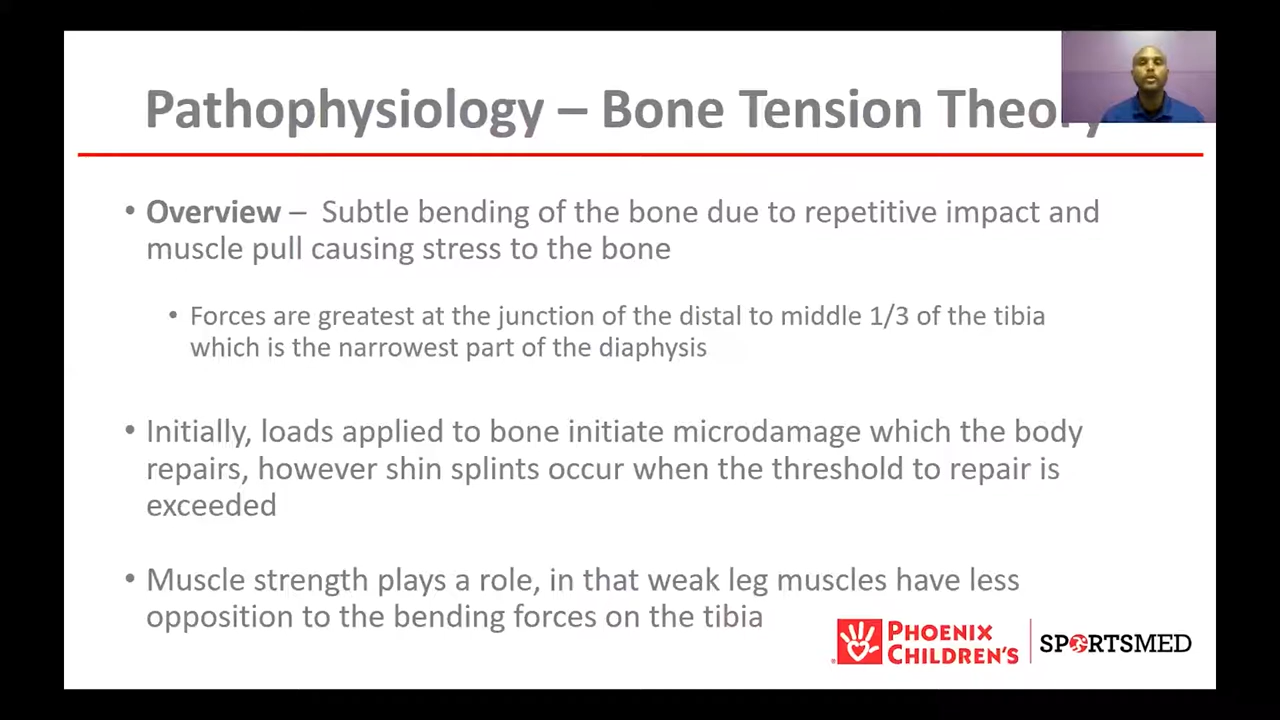 Pathophysiology – Bone Tension Theory
• Overview – Subtle bending of the bone due to repetitive impact and
muscle pull causing stress to the bone
• Forces are greatest at the junction of the distal to middle 1/3 of the tibia
which is the narrowest part of the diaphysis
• Initially, loads applied to bone initiate microdamage which the body
repairs, however shin splints occur when the threshold to repair is
exceeded
• Muscle strength plays a role, in that weak leg muscles have less
opposition to the bending forces on the tibia
PHOENIX
CHILDREN'S
SPORTSMED